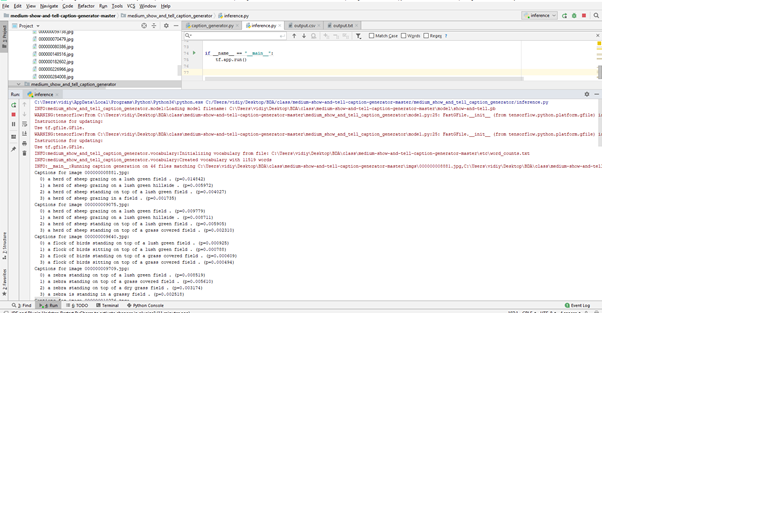 File Edit View Navigate Code Refactor Run Tools VCS Window Help
medium-show-and-tell-caption-generator-master medium_show_and_tell_caption_generator inference.py inference
Project caption_generator.py inference.py output.csv output.txt
000000070479.jpg
000000080386.jpg
000000148516.jpg
000000182602.jpg
000000226966.jpg
000000284008.jpg
medium_show_and_tell_caption_generator
Match Case Words Regex ?
if __name__ == "__main__":
tf.app.run()
Run: inference
C:\Users\vidiy\AppData\Local\Programs\Python\Python36\python.exe C:/Users/vidiy/Desktop/BDA/class/medium-show-and-tell-caption-generator-master/medium_show_and_tell_caption_generator/inference.py
INFO:medium_show_and_tell_caption_generator.model:Loading model filename: C:\Users\vidiy\Desktop\BDA\class\medium-show-and-tell-caption-generator-master\model\show-and-tell.pb
WARNING:tensorflow:From C:\Users\vidiy\Desktop\BDA\class\medium-show-and-tell-caption-generator-master\medium_show_and_tell_caption_generator\model.py:29: FastGFile.__init__ (from tensorflow.python.platform.gfile)
Instructions for updating:
Use tf.gfile.GFile.
WARNING:tensorflow:From C:\Users\vidiy\Desktop\BDA\class\medium-show-and-tell-caption-generator-master\medium_show_and_tell_caption_generator\model.py:29: FastGFile.__init__ (from tensorflow.python.platform.gfile)
Instructions for updating:
Use tf.gfile.GFile.
INFO:medium_show_and_tell_caption_generator.vocabulary:Initializing vocabulary from file: C:\Users\vidiy\Desktop\BDA\class\medium-show-and-tell-caption-generator-master\etc\word_counts.txt
INFO:medium_show_and_tell_caption_generator.vocabulary:Created vocabulary with 11519 words
INFO:__main__:Running caption generation on 46 files matching C:\Users\vidiy\Desktop\BDA\class\medium-show-and-tell-caption-generator-master\imgs\000000008881.jpg,C:\Users\vidiy\Desktop\BDA\class\medium-show-and-tell
Captions for image 000000008881.jpg:
0) a herd of sheep grazing on a lush green field . (p=0.014842)
1) a herd of sheep grazing on a lush green hillside . (p=0.005872)
2) a herd of sheep standing on top of a lush green field . (p=0.004027)
3) a herd of sheep grazing in a field . (p=0.001735)
Captions for image 000000009075.jpg:
0) a herd of sheep grazing on a lush green field . (p=0.009779)
1) a herd of sheep grazing on a lush green hillside . (p=0.005711)
2) a herd of sheep standing on top of a lush green field . (p=0.005905)
3) a herd of sheep standing on top of a grass covered field . (p=0.002310)
Captions for image 000000009640.jpg:
0) a flock of birds standing on top of a lush green field . (p=0.000925)
1) a flock of birds sitting on top of a lush green field . (p=0.000760)
2) a flock of birds standing on top of a grass covered field . (p=0.000609)
3) a flock of birds sitting on top of a grass covered field . (p=0.000494)
Captions for image 000000009709.jpg:
0) a zebra standing on top of a lush green field . (p=0.008519)
1) a zebra standing on top of a grass covered field . (p=0.005610)
2) a zebra standing on top of a dry grass field . (p=0.003174)
3) a zebra is standing in a grassy field . (p=0.002518)
3: Find 4: Run 6: TODO Terminal Python Console Event Log